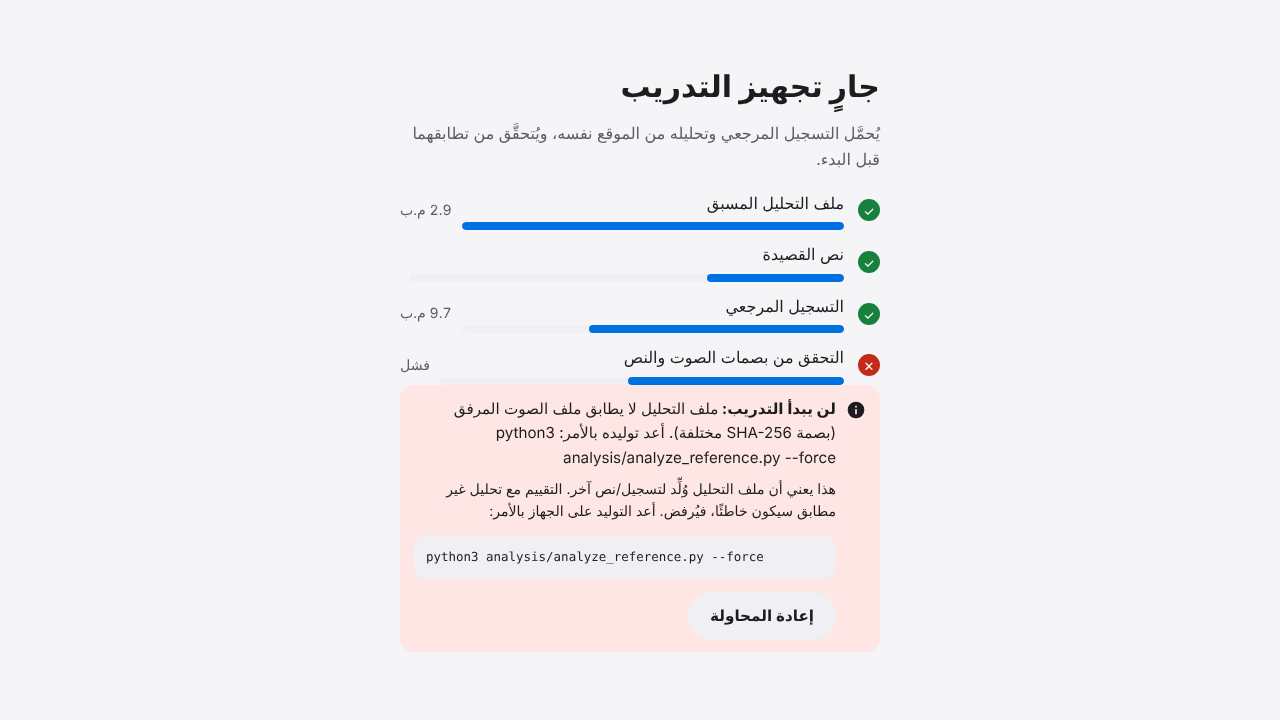 جارٍ تجهيز التدريب
يُحمَّل التسجيل المرجعي وتحليله من الموقع نفسه، ويُتحقَّق من تطابقهما
قبل البدء.
ملف التحليل المسبق
2.9 م.ب
نص القصيدة
التسجيل المرجعي
9.7 م.ب
التحقق من بصمات الصوت والنص
فشل
لن يبدأ التدريب: ملف التحليل لا يطابق ملف الصوت المرفق
(بصمة SHA-256 مختلفة). أعد توليده بالأمر: python3
analysis/analyze_reference.py --force
هذا يعني أن ملف التحليل وُلِّد لتسجيل/نص آخر. التقييم مع تحليل غير
مطابق سيكون خاطئًا، فيُرفض. أعد التوليد على الجهاز بالأمر:
python3 analysis/analyze_reference.py --force
إعادة المحاولة